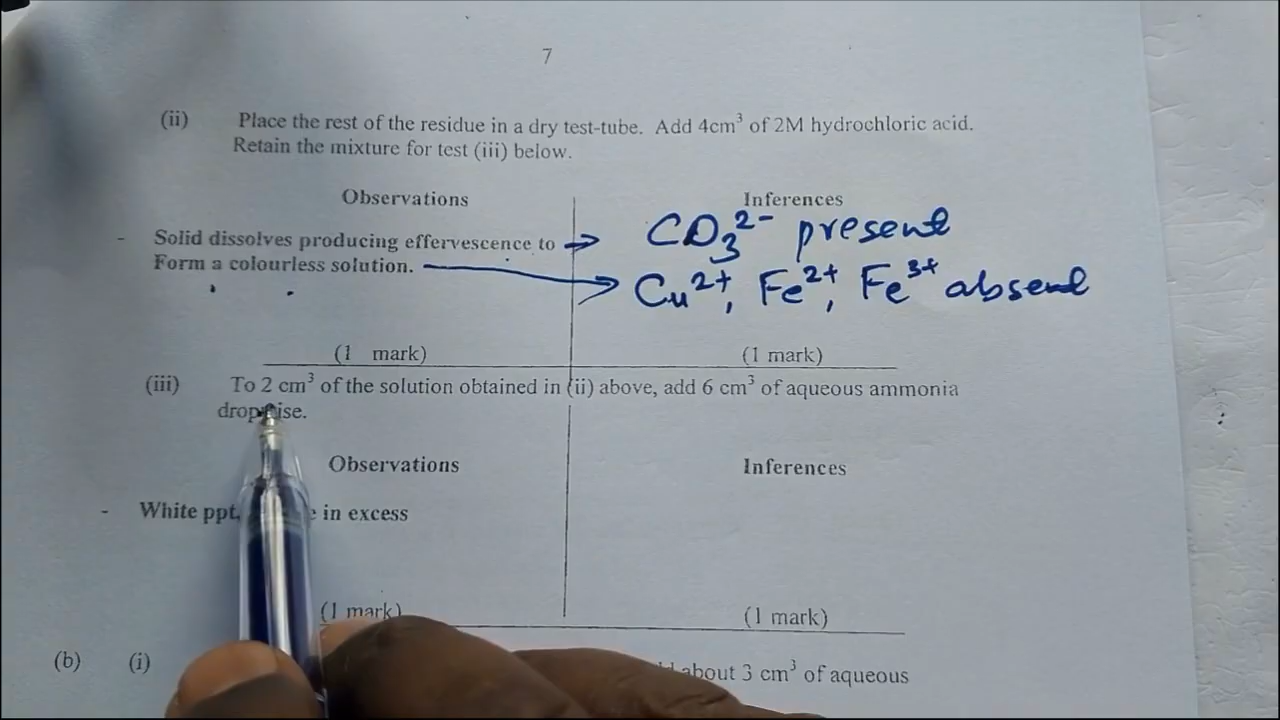 7
(ii) Place the rest of the residue in a dry test-tube. Add 4cm³ of 2M hydrochloric acid.
Retain the mixture for test (iii) below.
Observations Inferences
- Solid dissolves producing effervescence to → CO₃²⁻ present
Form a colourless solution. → Cu²⁺, Fe²⁺, Fe³⁺ absent
(1 mark) (1 mark)
(iii) To 2 cm³ of the solution obtained in (ii) above, add 6 cm³ of aqueous ammonia
dropwise.
Observations Inferences
- White ppt, in excess
(1 mark) (1 mark)
(b) (i) about 3 cm³ of aqueous